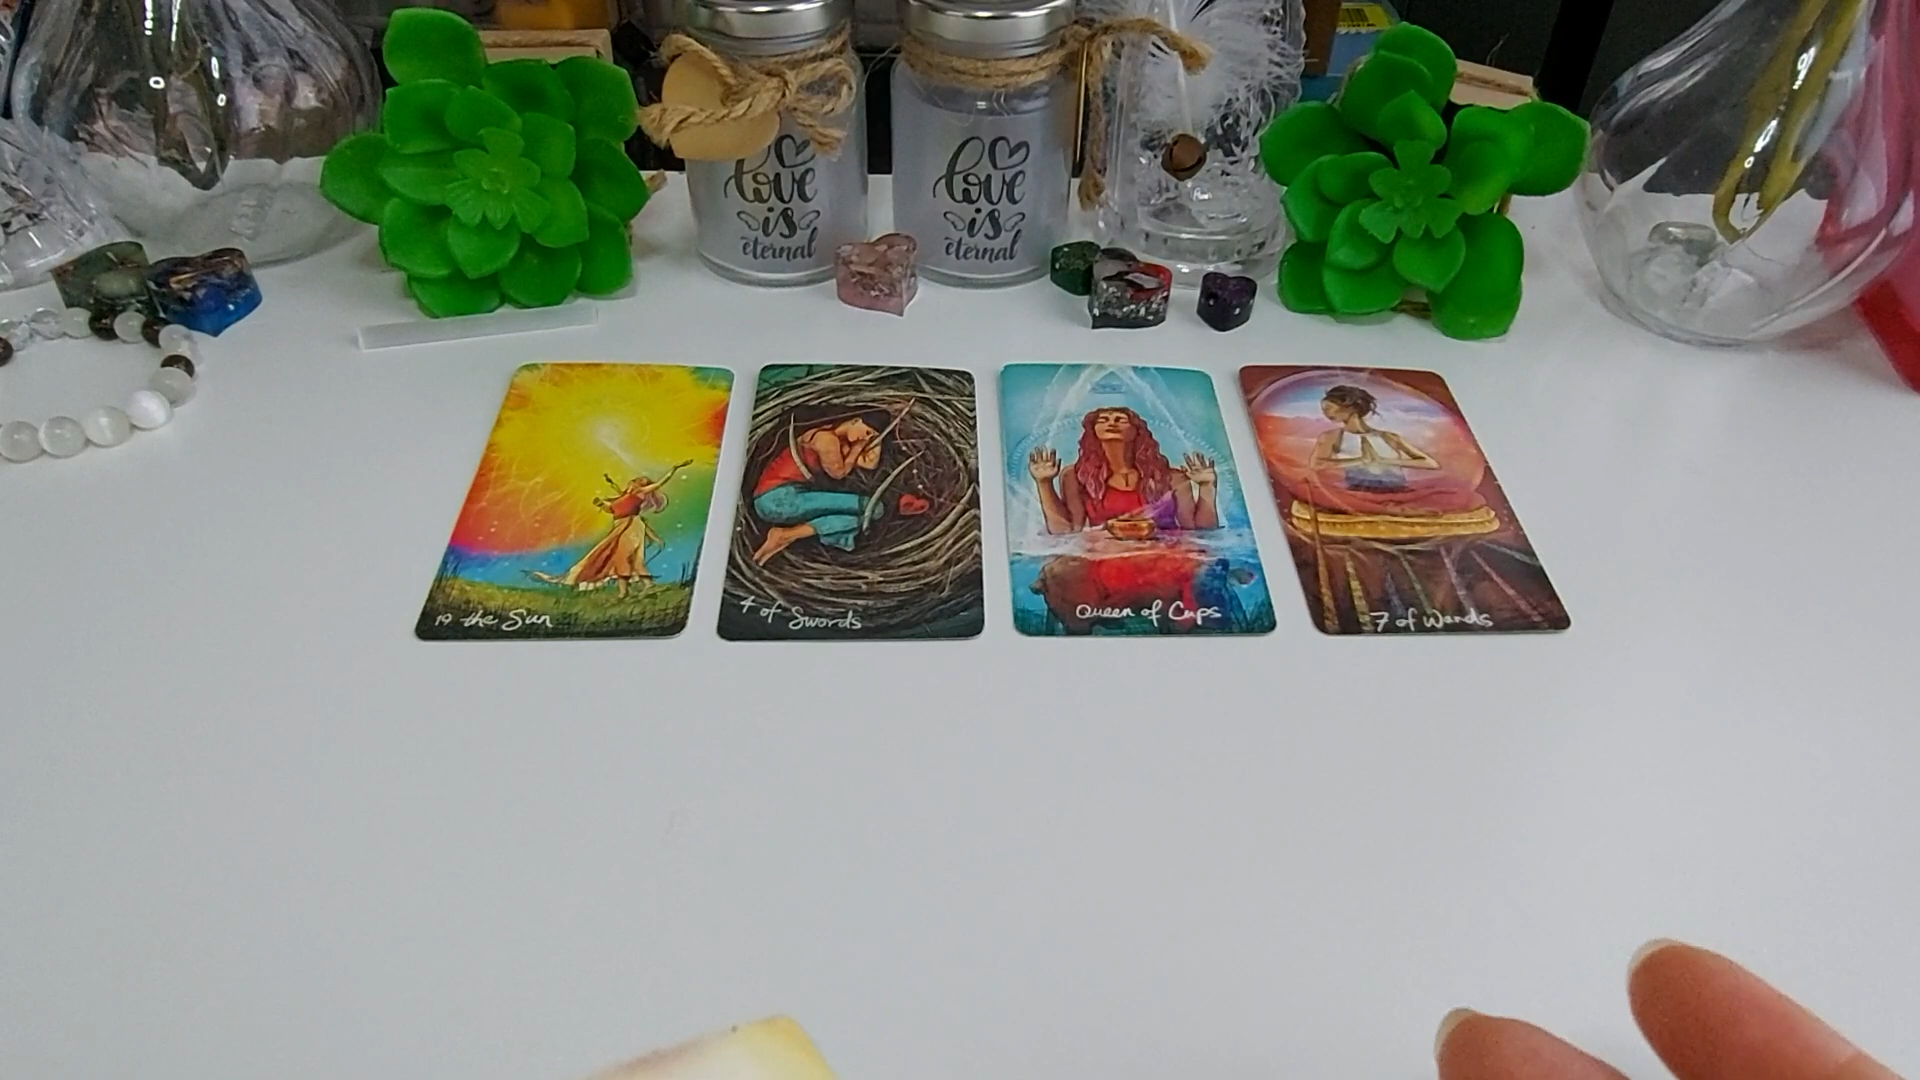 love
is
eternal
love
is
eternal
19 the Sun
4 of Swords
Queen of Cups
7 of Wands